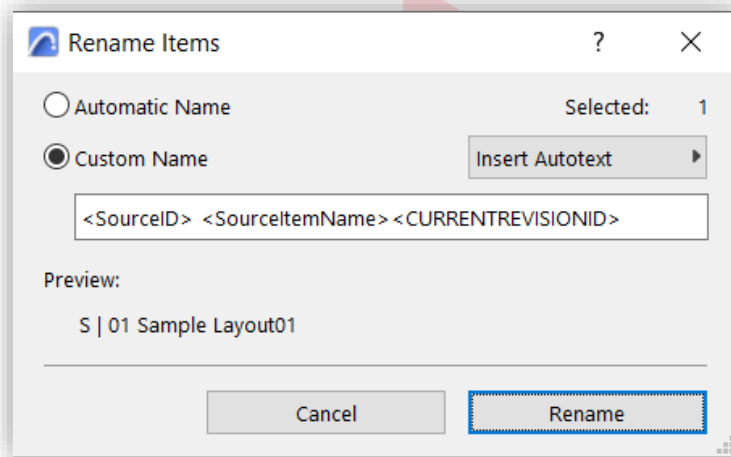 Rename Items ? X
Automatic Name Selected: 1
Custom Name Insert Autotext
<SourceID> <SourceItemName><CURRENTREVISIONID>
Preview:
S | 01 Sample Layout01
Cancel Rename